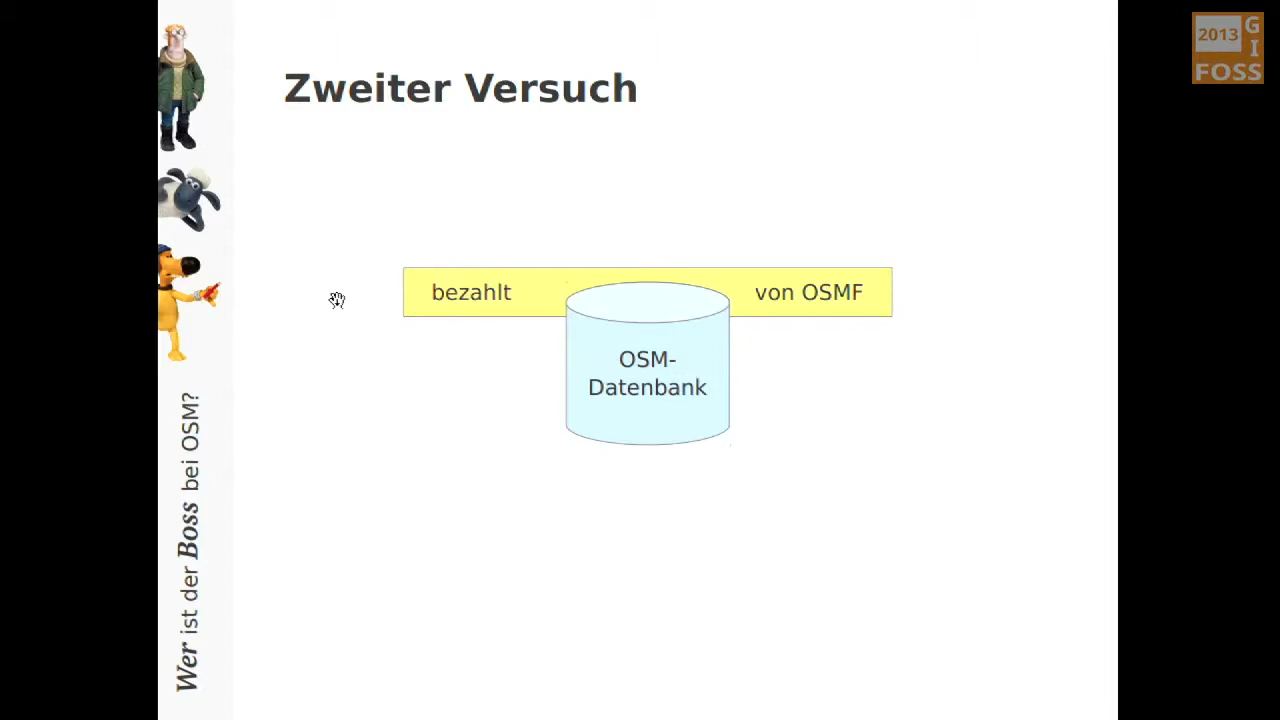 Zweiter Versuch
bezahlt
von OSMF
OSM-
Datenbank
Wer ist der Boss bei OSM?
2013
G
I
FOSS